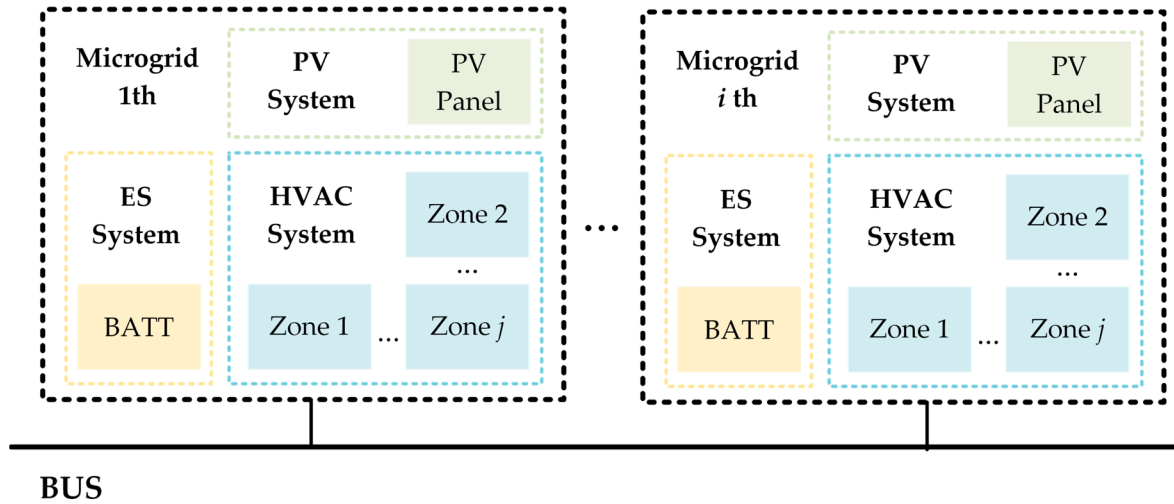 Microgrid
1th
PV
System
PV
Panel
ES
System
BATT
HVAC
System
Zone 2
...
Zone 1
...
Zone j
...
Microgrid
i th
PV
System
PV
Panel
ES
System
BATT
HVAC
System
Zone 2
...
Zone 1
...
Zone j
BUS